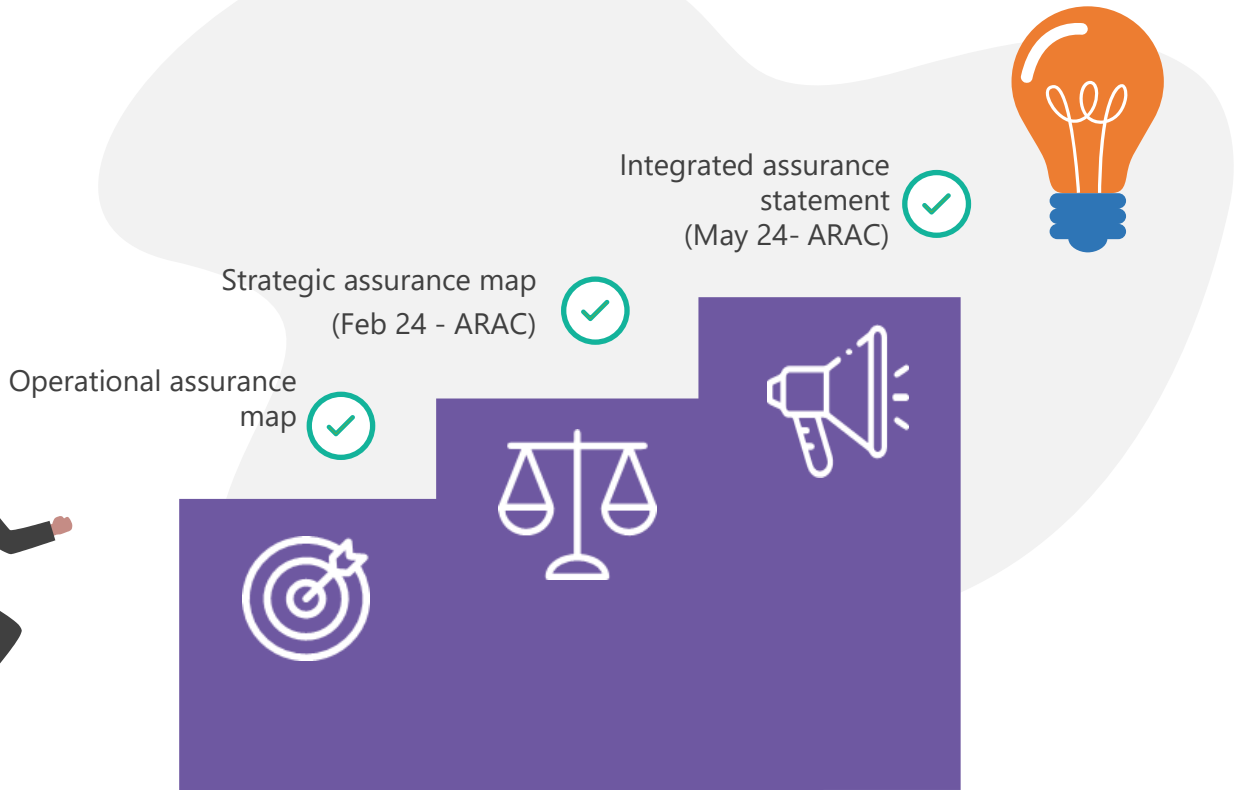 Integrated assurance
statement
(May 24- ARAC)
Strategic assurance map
(Feb 24 - ARAC)
Operational assurance
map